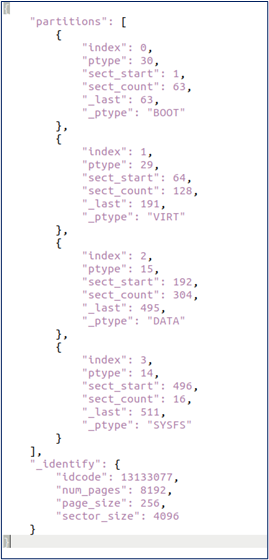 {
    "partitions": [
        {
            "index": 0,
            "ptype": 30,
            "sect_start": 1,
            "sect_count": 63,
            "_last": 63,
            "_ptype": "BOOT"
        },
        {
            "index": 1,
            "ptype": 29,
            "sect_start": 64,
            "sect_count": 128,
            "_last": 191,
            "_ptype": "VIRT"
        },
        {
            "index": 2,
            "ptype": 15,
            "sect_start": 192,
            "sect_count": 304,
            "_last": 495,
            "_ptype": "DATA"
        },
        {
            "index": 3,
            "ptype": 14,
            "sect_start": 496,
            "sect_count": 16,
            "_last": 511,
            "_ptype": "SYSFS"
        }
    ],
    "_identify": {
        "idcode": 13133077,
        "num_pages": 8192,
        "page_size": 256,
        "sector_size": 4096
    }
}